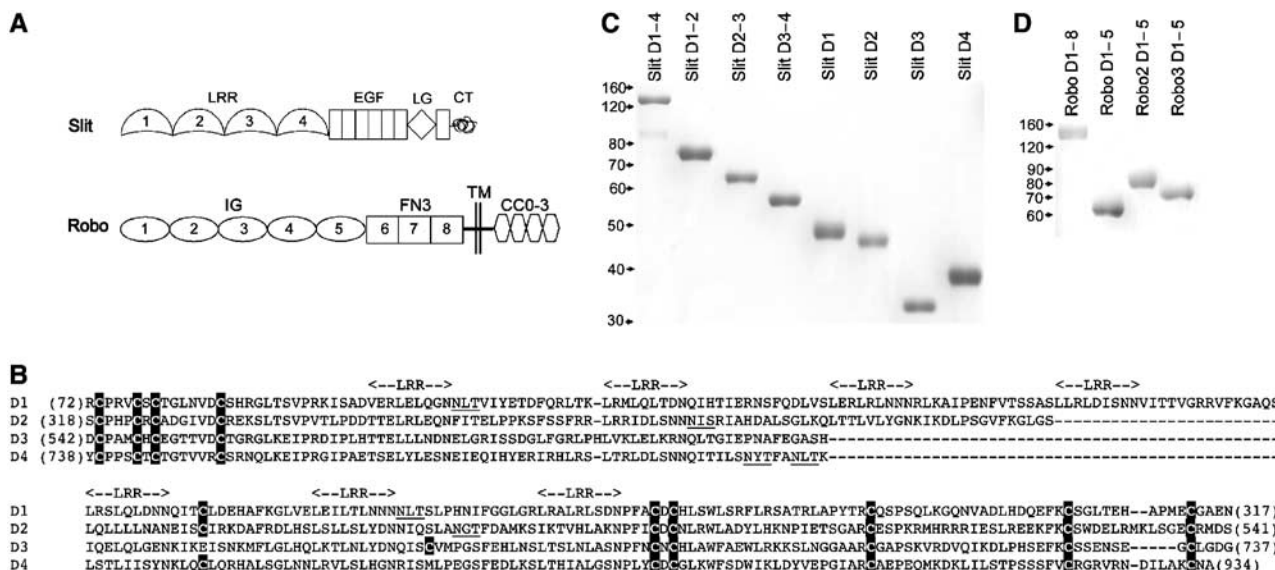 A
C
D
Slit D1–4
Slit D1–2
Slit D2–3
Slit D3–4
Slit D1
Slit D2
Slit D3
Slit D4
Robo D1–8
Robo D1–5
Robo2 D1–5
Robo3 D1–5
LRR EGF LG CT
Slit 1 2 3 4
IG FN3 TM CC0-3
Robo 1 2 3 4 5 6 7 8
160
120
80
70
60
50
40
30
160
120
90
80
70
60
B
<--LRR--> <--LRR--> <--LRR--> <--LRR-->
D1 (72)RCPRVCSCTGLNVDCSHRGLTSVPRKISADVERLELQGNNLTVIYETDFQRLTK-LRMLQLTDNQIHTIERNSFQDLVSLERLRLNNNRLKAIPENFVTSSASLLRLDISNNVITTVGRRVFKGAQS
D2 (318)SCPHPCRCADGIVDCREKSLTSVPVTLPDDTTELRLEQNFITELPPKSFSSFRR-LRRIDLSNNNISRIAHDALSGLKQLTTLVLYGNKIKDLPSGVFKGLGS------------------------
D3 (542)DCPAMCHCEGTTVDCTGRGLKEIPRDIPLHTTELLLNDNELGRISSDGLFGRLPHLVKLELKRNQLTGIEPNAFEGASH------------------------------------------------
D4 (738)YCPPSCTCTGTVVRCSRNQLKEIPRGIPAETSELYLESNEIEQIHYERIRHLRS-LTRLDLSNNQITILSNYTFANLTK------------------------------------------------
<--LRR--> <--LRR--> <--LRR-->
D1 LRSLQLDNNQITCLDEHAFKGLVELEILTLNNNNLTSLPHNIFGGLGRLRALRLSDNPFACDCHLSWLSRFLRSATRLAPYTRCQSPSQLKGQNVADLHDQEFKCSGLTEH--APMECGAEN(317)
D2 LQLLLLNANEISCIRKDAFRDLHSLSLLSLYDNNIQSLANGTFDAMKSIKTVHLAKNPFICDCNLRWLADYLHKNPIETSGARCESPKRMHRRRIESLREEKFKCSWDELRMKLSGECRMDS(541)
D3 IQELQLGENKIKEISNKMFLGLHQLKTLNLYDNQISCVMPGSFEHLNSLTSLNLASNPFNCNCHLAWFAEWLRKKSLNGGAARCGAPSKVRDVQIKDLPHSEFKCSSENSE-----GCLGDG(737)
D4 LSTLIISYNKLQCLQRHALSGLNNLRVLSLHGNRISMLPEGSFEDLKSLTHIALGSNPLYCDCGLKWFSDWIKLDYVEPGIARCAEPEQMKDKLILSTPSSSFVCRGRVRNDILAKCNA(934)